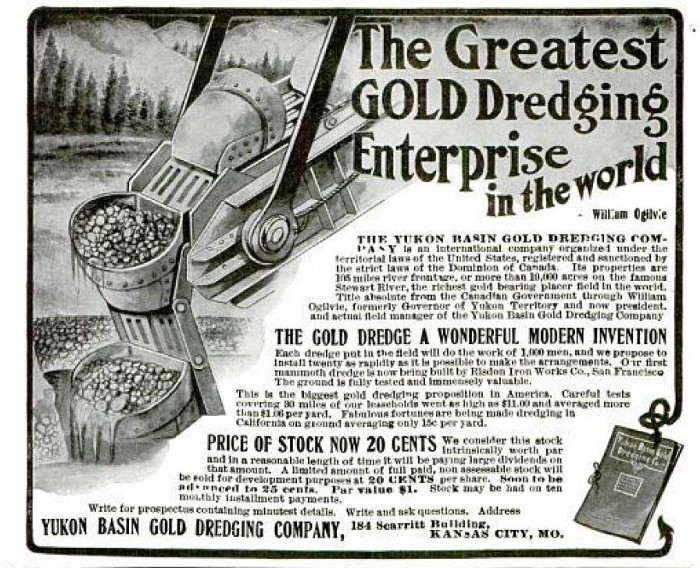 The Greatest
GOLD Dredging
Enterprise
in the world
- William Ogilvie
THE YUKON BASIN GOLD DREDGING COM-
PANY is an international company organized under the
territorial laws of the United States, registered and sanctioned by
the strict laws of the Dominion of Canada. Its properties are
105 miles river frontage, or more than 10,000 acres on the famous
Stewart River, the richest gold bearing placer field in the world.
Title absolute from the Canadian Government through William
Ogilvie, formerly Governor of Yukon Territory and now president
and actual field manager of the Yukon Basin Gold Dredging Company
THE GOLD DREDGE A WONDERFUL MODERN INVENTION
Each dredge put in the field will do the work of 1,000 men, and we propose to
install twenty as rapidly as it is possible to make the arrangements. Our first
mammoth dredge is now being built by Risdon Iron Works Co., San Francisco
The ground is fully tested and immensely valuable.
This is the biggest gold dredging proposition in America. Careful tests
covering 30 miles of our leaseholds went as high as $11.00 and averaged more
than $1.06 per yard. Fabulous fortunes are being made dredging in
California on ground averaging only 15c per yard.
PRICE OF STOCK NOW 20 CENTS We consider this stock
intrinsically worth par
and in a reasonable length of time it will be paying large dividends on
that amount. A limited amount of full paid, non assessable stock will
be sold for development purposes at 20 CENTS per share. Soon to be
advanced to 25 cents. Par value $1. Stock may be had on ten
monthly installment payments.
Write for prospectus containing minutest details. Write and ask questions. Address
YUKON BASIN GOLD DREDGING COMPANY, 184 Scarritt Building,
KANSAS CITY, MO.
Yukon Basin Gold
Dredging Co.